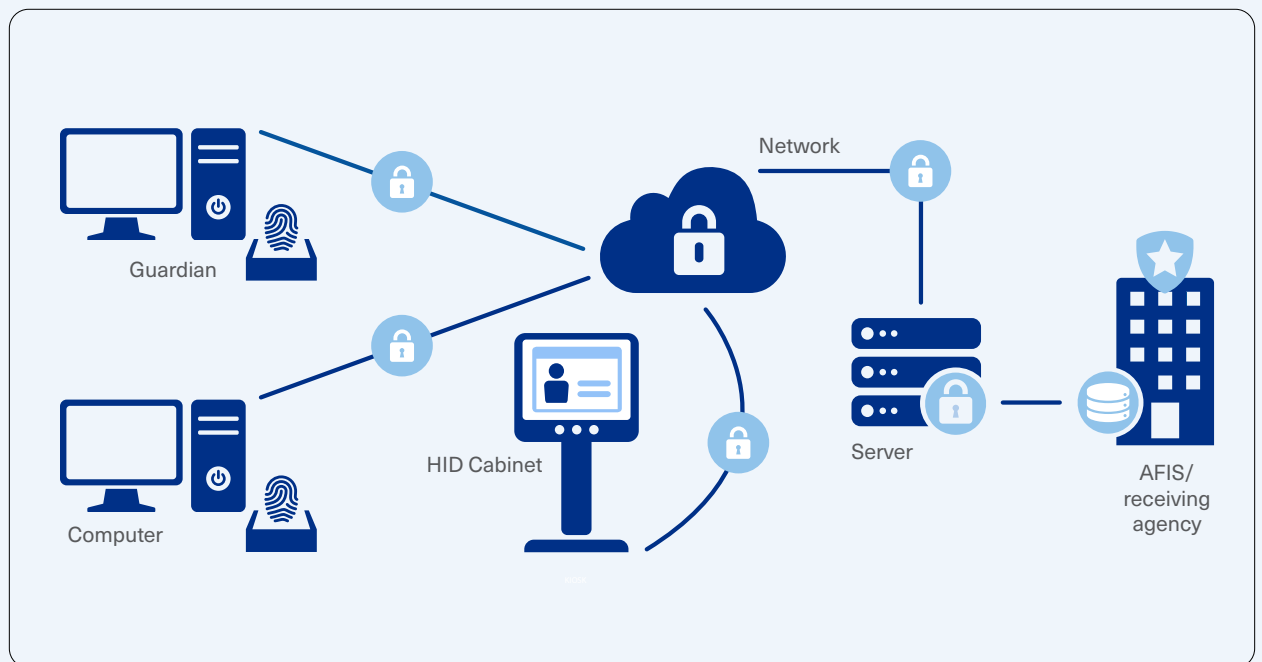 Network
Guardian
HID Cabinet
Server
AFIS/
receiving
agency
Computer